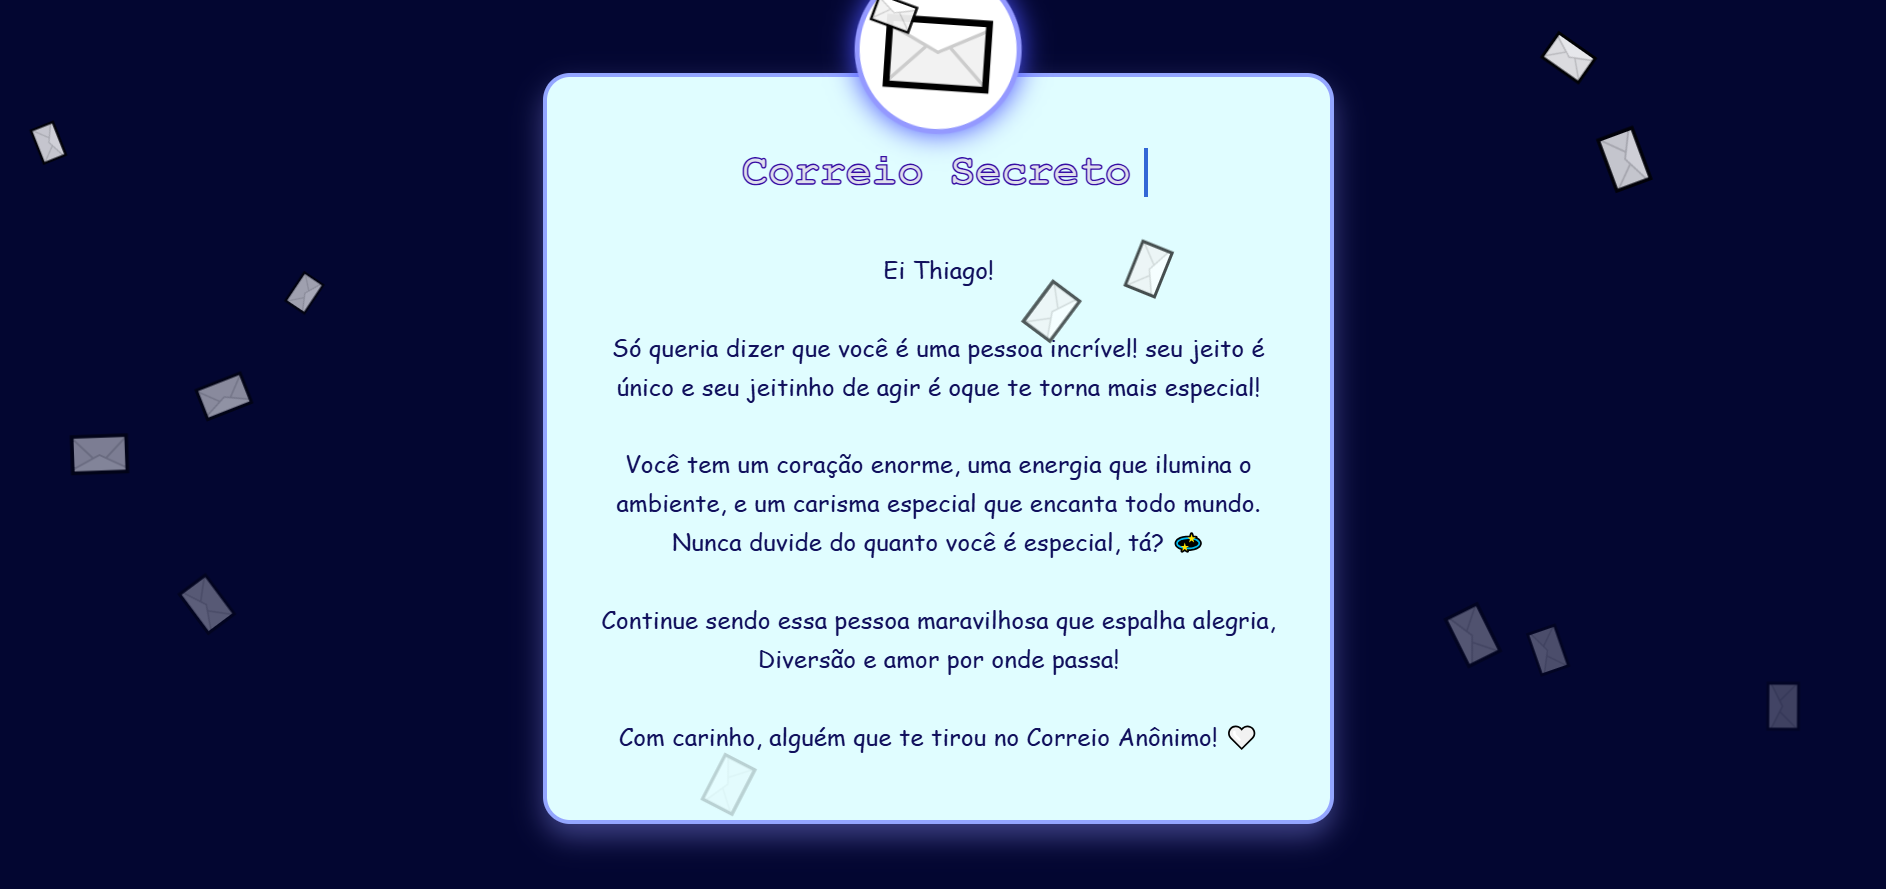 Correio Secreto
Ei Thiago!
Só queria dizer que você é uma pessoa incrível! seu jeito é
único e seu jeitinho de agir é oque te torna mais especial!
Você tem um coração enorme, uma energia que ilumina o
ambiente, e um carisma especial que encanta todo mundo.
Nunca duvide do quanto você é especial, tá? 💫
Continue sendo essa pessoa maravilhosa que espalha alegria,
Diversão e amor por onde passa!
Com carinho, alguém que te tirou no Correio Anônimo! 🤍